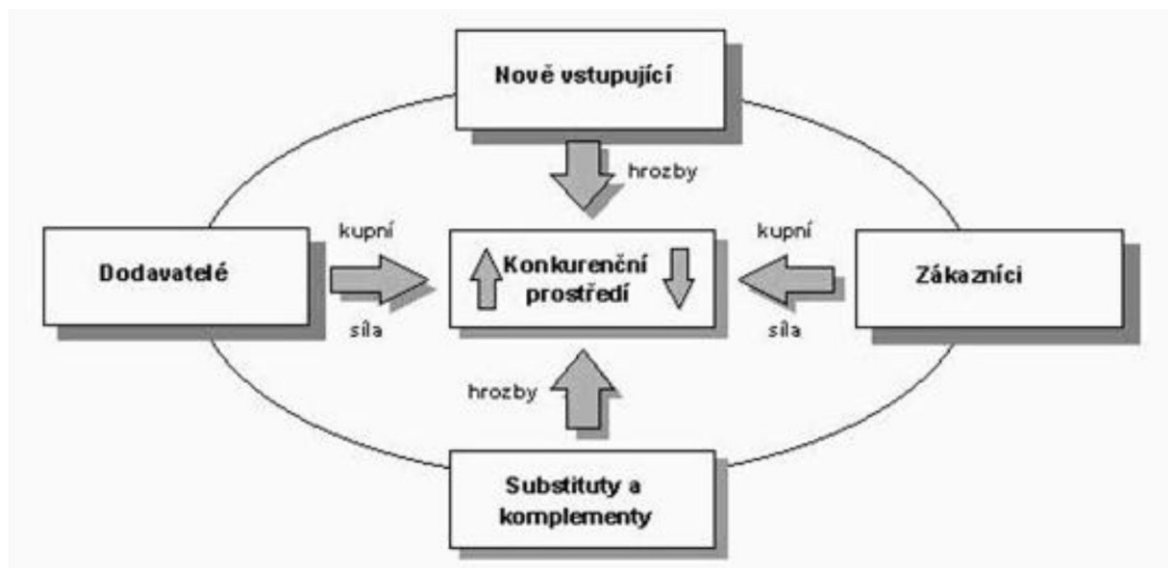 Nově vstupující
hrozby
kupní
kupní
Dodavatelé
Konkurenční
prostředí
Zákazníci
síla
síla
hrozby
Substituty a
komplementy